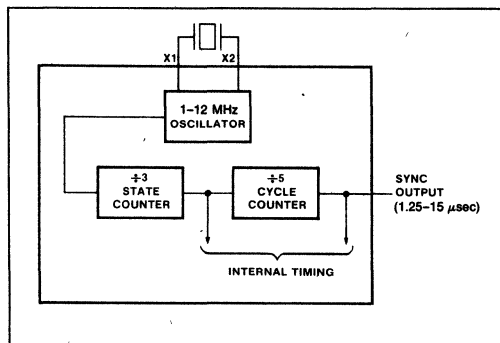 X1
X2
1–12 MHz
OSCILLATOR
÷3
STATE
COUNTER
÷5
CYCLE
COUNTER
SYNC
OUTPUT
(1.25–15 µsec)
INTERNAL TIMING